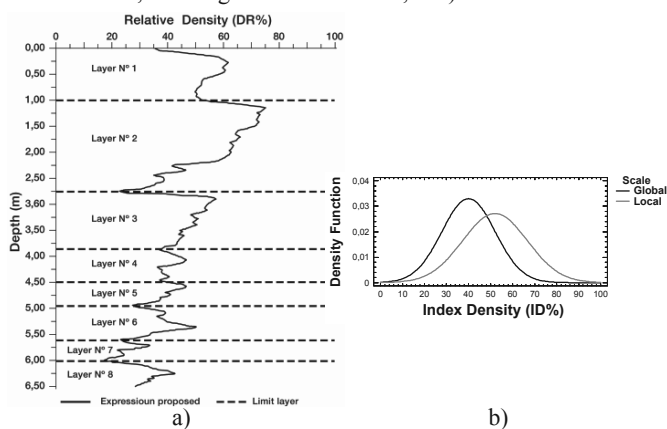 Relative Density (DR%)
0 20 40 60 80 100
0,00
0,50
1,00
1,50
2,00
2,50
3,60
3,50
4,00
4,50
5,00
5,50
6,00
6,50
Depth (m)
Layer Nº 1
Layer Nº 2
Layer Nº 3
Layer Nº 4
Layer Nº 5
Layer Nº 6
Layer Nº 7
Layer Nº 8
Expressioun proposed Limit layer
a)
Scale
Global
Local
0,04
0,03
0,02
0,01
0
Density Function
0 10 20 30 40 50 60 70 80 90 100
Index Density (ID%)
b)